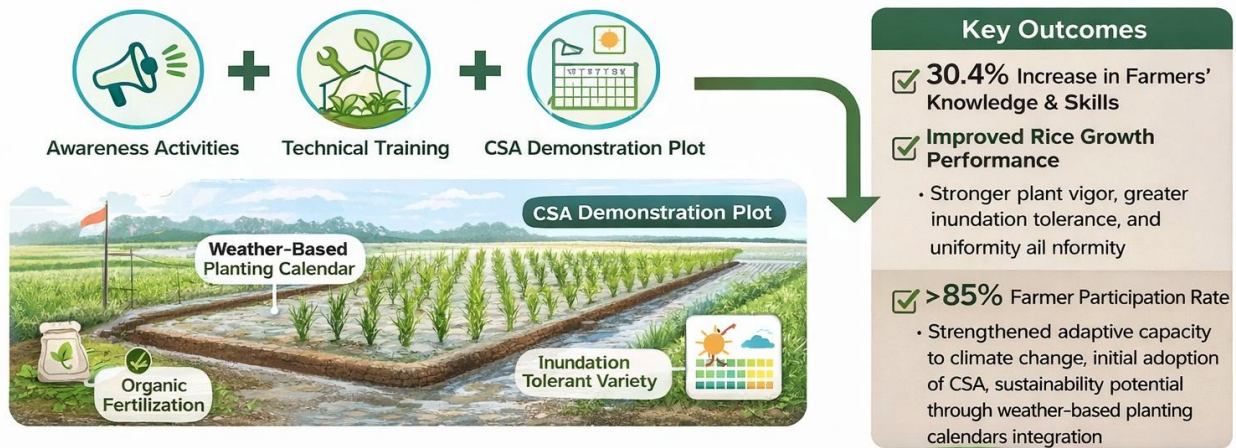 Awareness Activities
Technical Training
CSA Demonstration Plot
CSA Demonstration Plot
Weather-Based
Planting Calendar
Organic
Fertilization
Inundation
Tolerant Variety
Key Outcomes
30.4% Increase in Farmers'
Knowledge & Skills
Improved Rice Growth
Performance
• Stronger plant vigor, greater
inundation tolerance, and
uniformity ail nformity
>85% Farmer Participation Rate
• Strengthened adaptive capacity
to climate change, initial adoption
of CSA, sustainability potential
through weather-based planting
calendars integration